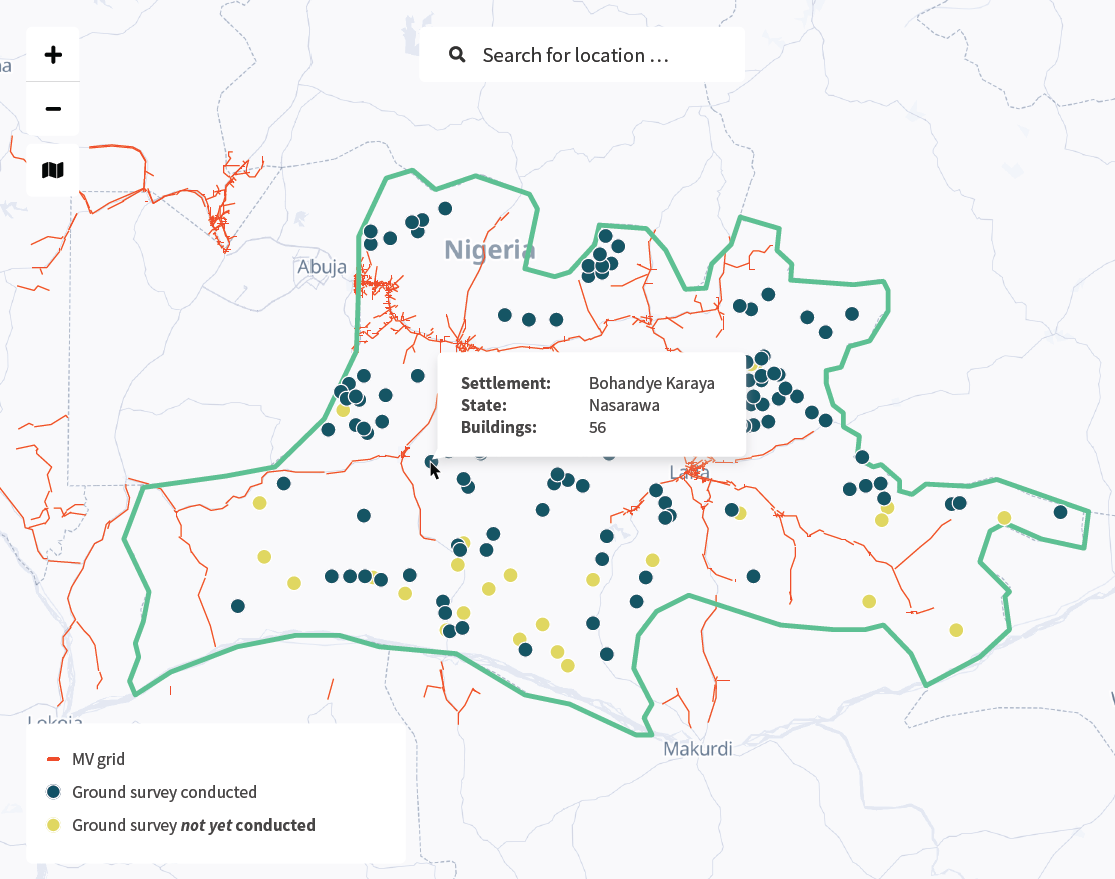 Search for location …
Nigeria
Abuja
Settlement: Bohandye Karaya
State: Nasarawa
Buildings: 56
Lafia
Lokoja
Makurdi
MV grid
Ground survey conducted
Ground survey not yet conducted